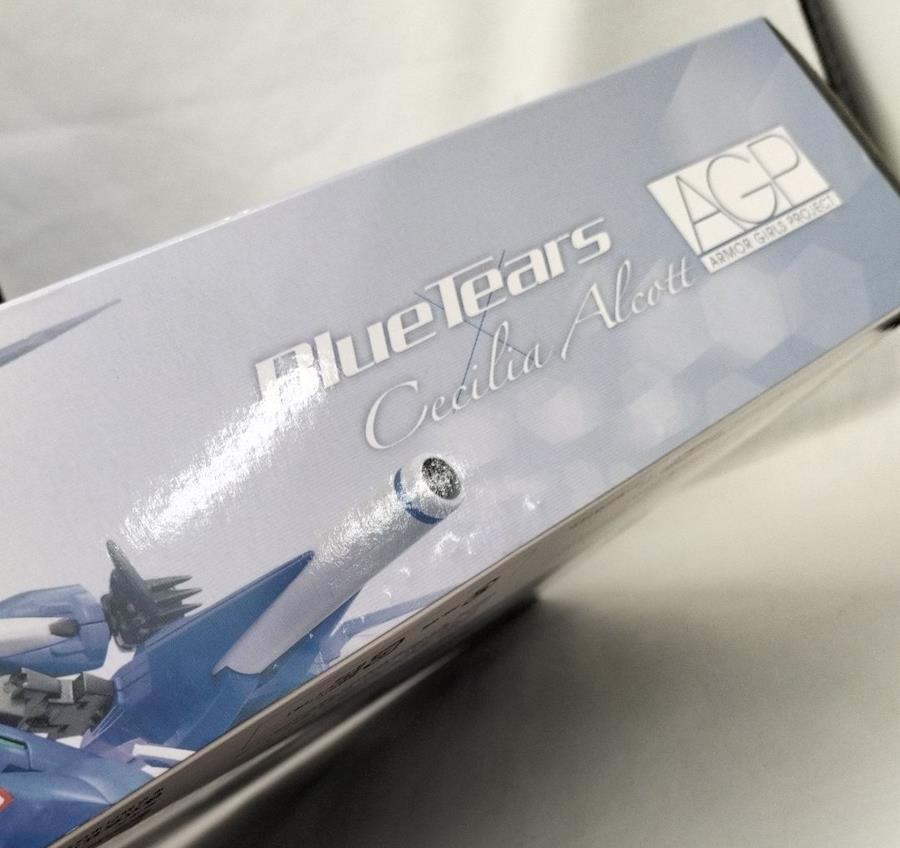 AGP
ARMOR GIRLS PROJECT
BlueTears
Cecilia Alcott